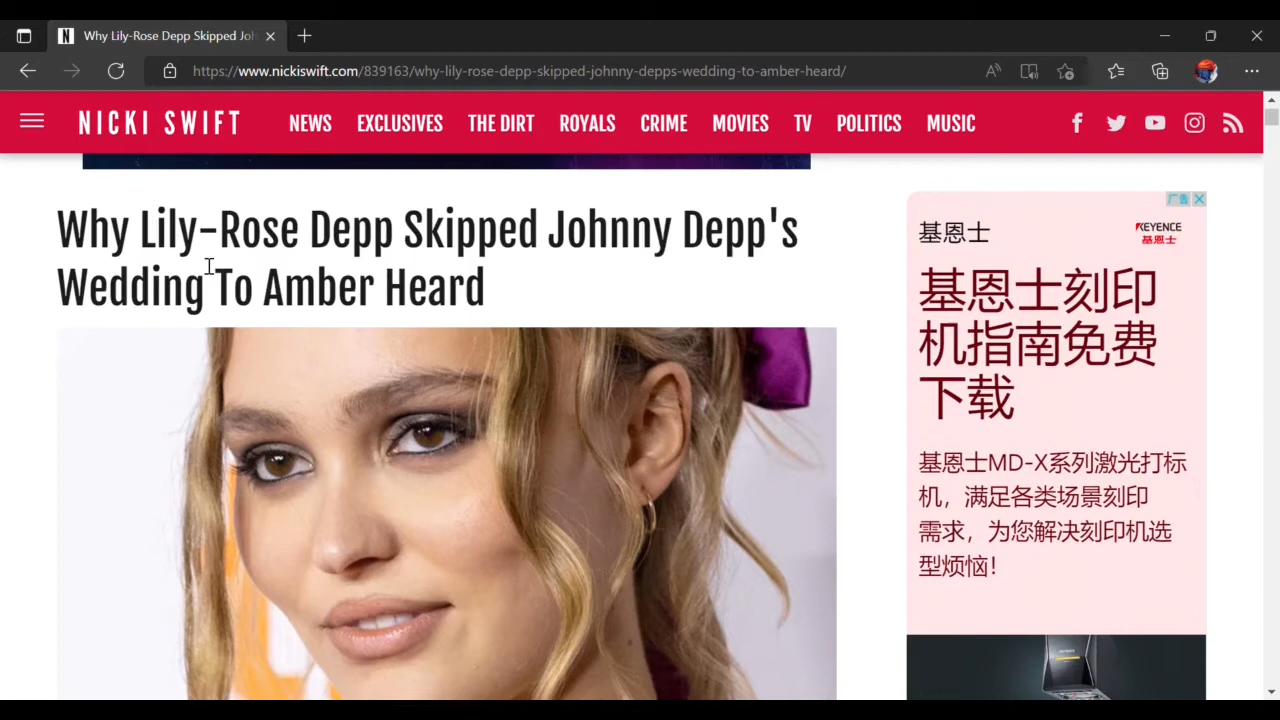 Why Lily-Rose Depp Skipped Joh
https://www.nickiswift.com/839163/why-lily-rose-depp-skipped-johnny-depps-wedding-to-amber-heard/
NICKI SWIFT NEWS EXCLUSIVES THE DIRT ROYALS CRIME MOVIES TV POLITICS MUSIC
Why Lily-Rose Depp Skipped Johnny Depp's
Wedding To Amber Heard
广告
基恩士
KEYENCE
基恩士
基恩士刻印
机指南免费
下载
基恩士MD-X系列激光打标
机，满足各类场景刻印
需求，为您解决刻印机选
型烦恼！